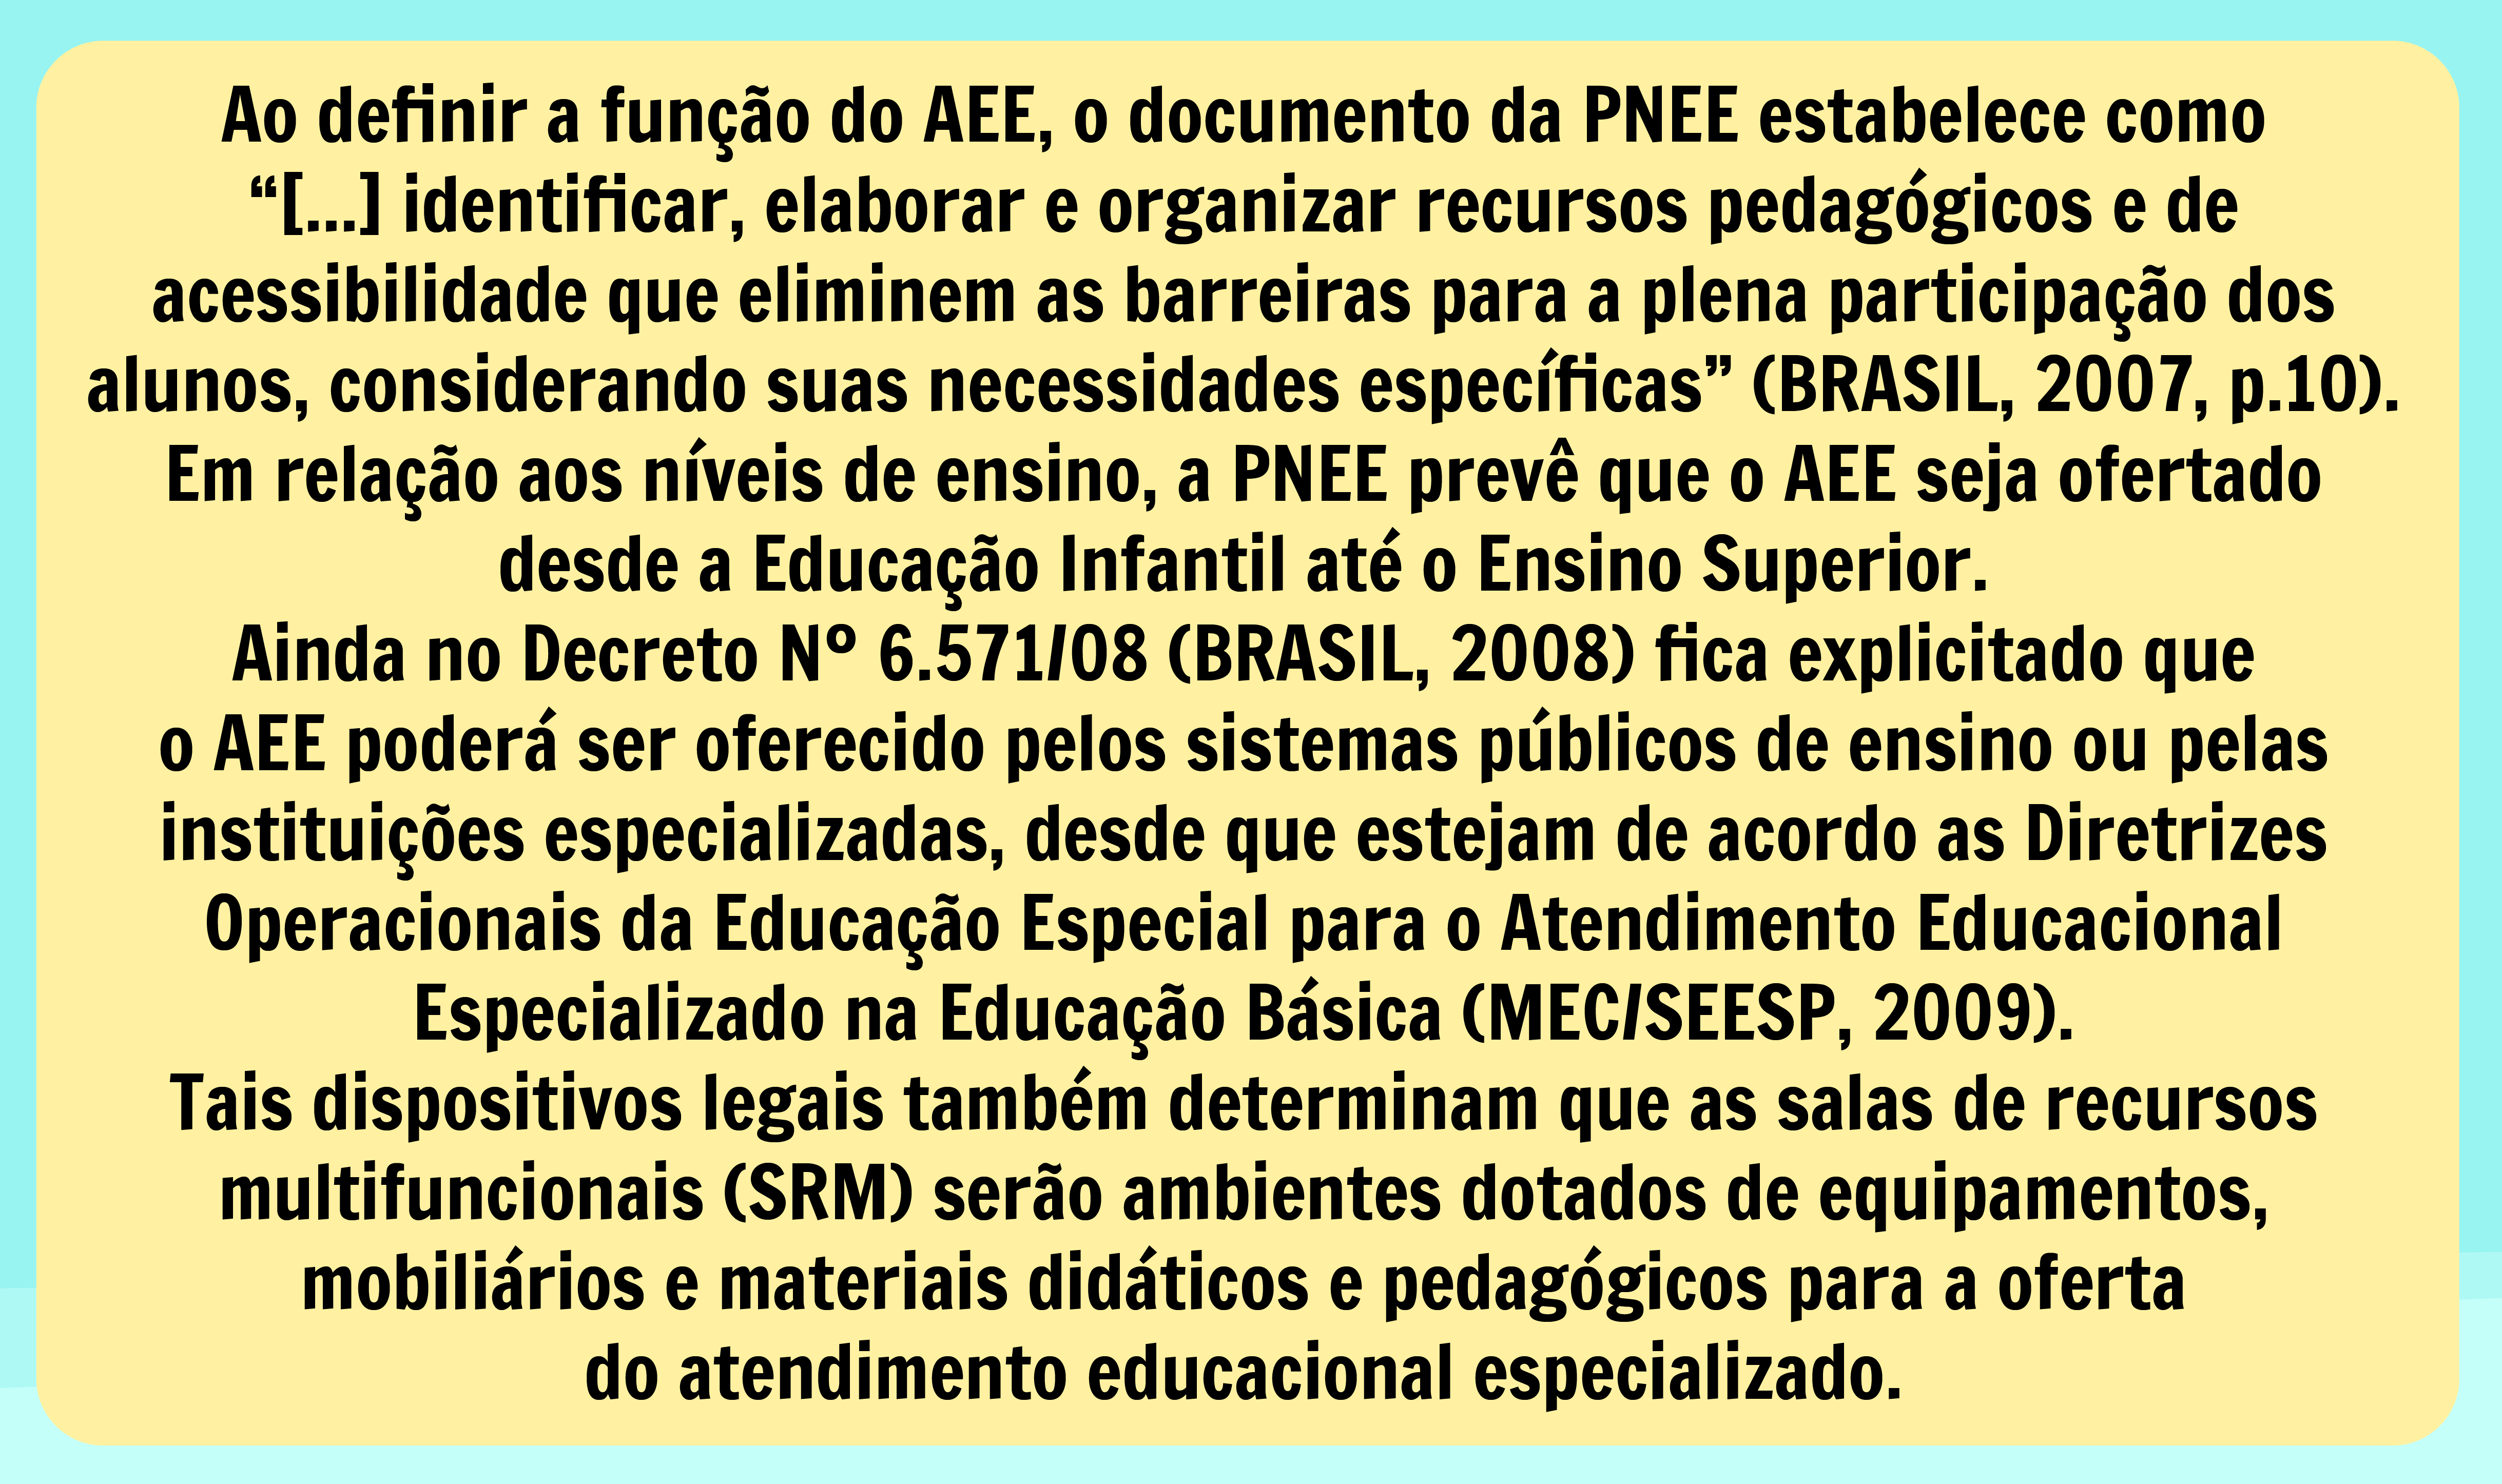 Ao definir a função do AEE, o documento da PNEE estabelece como
“[...] identificar, elaborar e organizar recursos pedagógicos e de
acessibilidade que eliminem as barreiras para a plena participação dos
alunos, considerando suas necessidades específicas” (BRASIL, 2007, p.10).
Em relação aos níveis de ensino, a PNEE prevê que o AEE seja ofertado
desde a Educação Infantil até o Ensino Superior.
Ainda no Decreto Nº 6.571/08 (BRASIL, 2008) fica explicitado que
o AEE poderá ser oferecido pelos sistemas públicos de ensino ou pelas
instituições especializadas, desde que estejam de acordo as Diretrizes
Operacionais da Educação Especial para o Atendimento Educacional
Especializado na Educação Básica (MEC/SEESP, 2009).
Tais dispositivos legais também determinam que as salas de recursos
multifuncionais (SRM) serão ambientes dotados de equipamentos,
mobiliários e materiais didáticos e pedagógicos para a oferta
do atendimento educacional especializado.